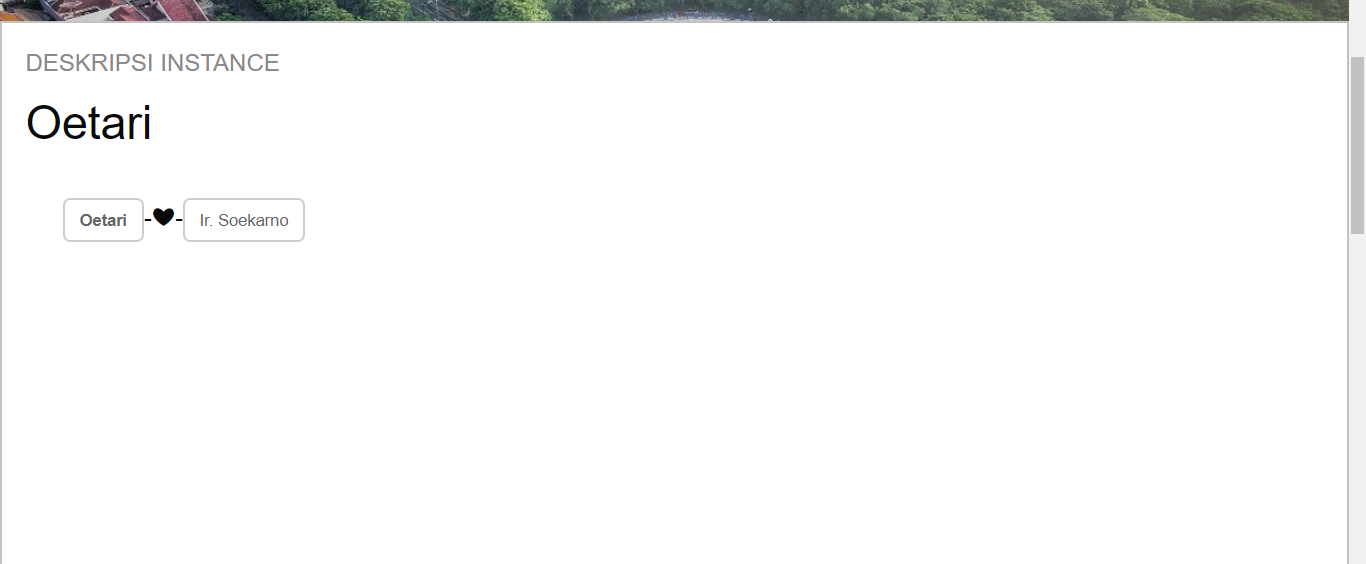 DESKRIPSI INSTANCE
Oetari
Oetari -♥- Ir. Soekarno